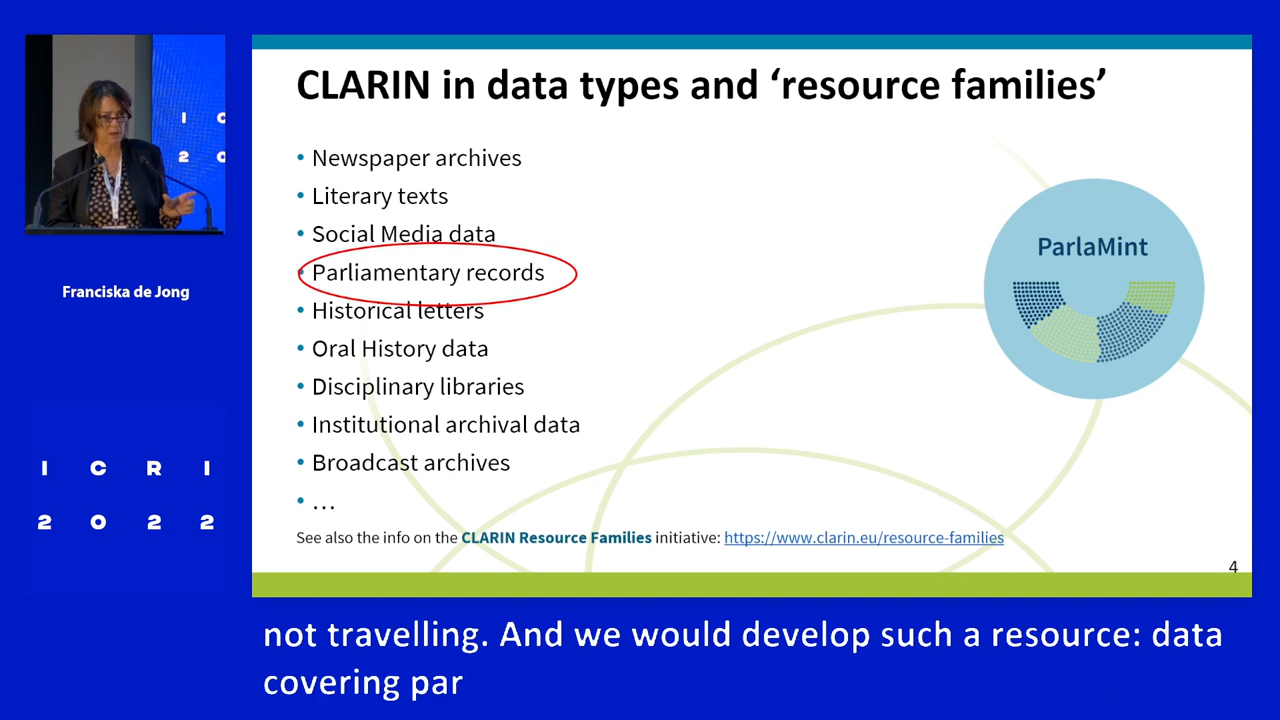 I C
2 0
Franciska de Jong
I C R I
2 0 2 2
CLARIN in data types and ‘resource families’
• Newspaper archives
• Literary texts
• Social Media data
• Parliamentary records
• Historical letters
• Oral History data
• Disciplinary libraries
• Institutional archival data
• Broadcast archives
• …
ParlaMint
See also the info on the CLARIN Resource Families initiative: https://www.clarin.eu/resource-families
4
not travelling. And we would develop such a resource: data
covering par